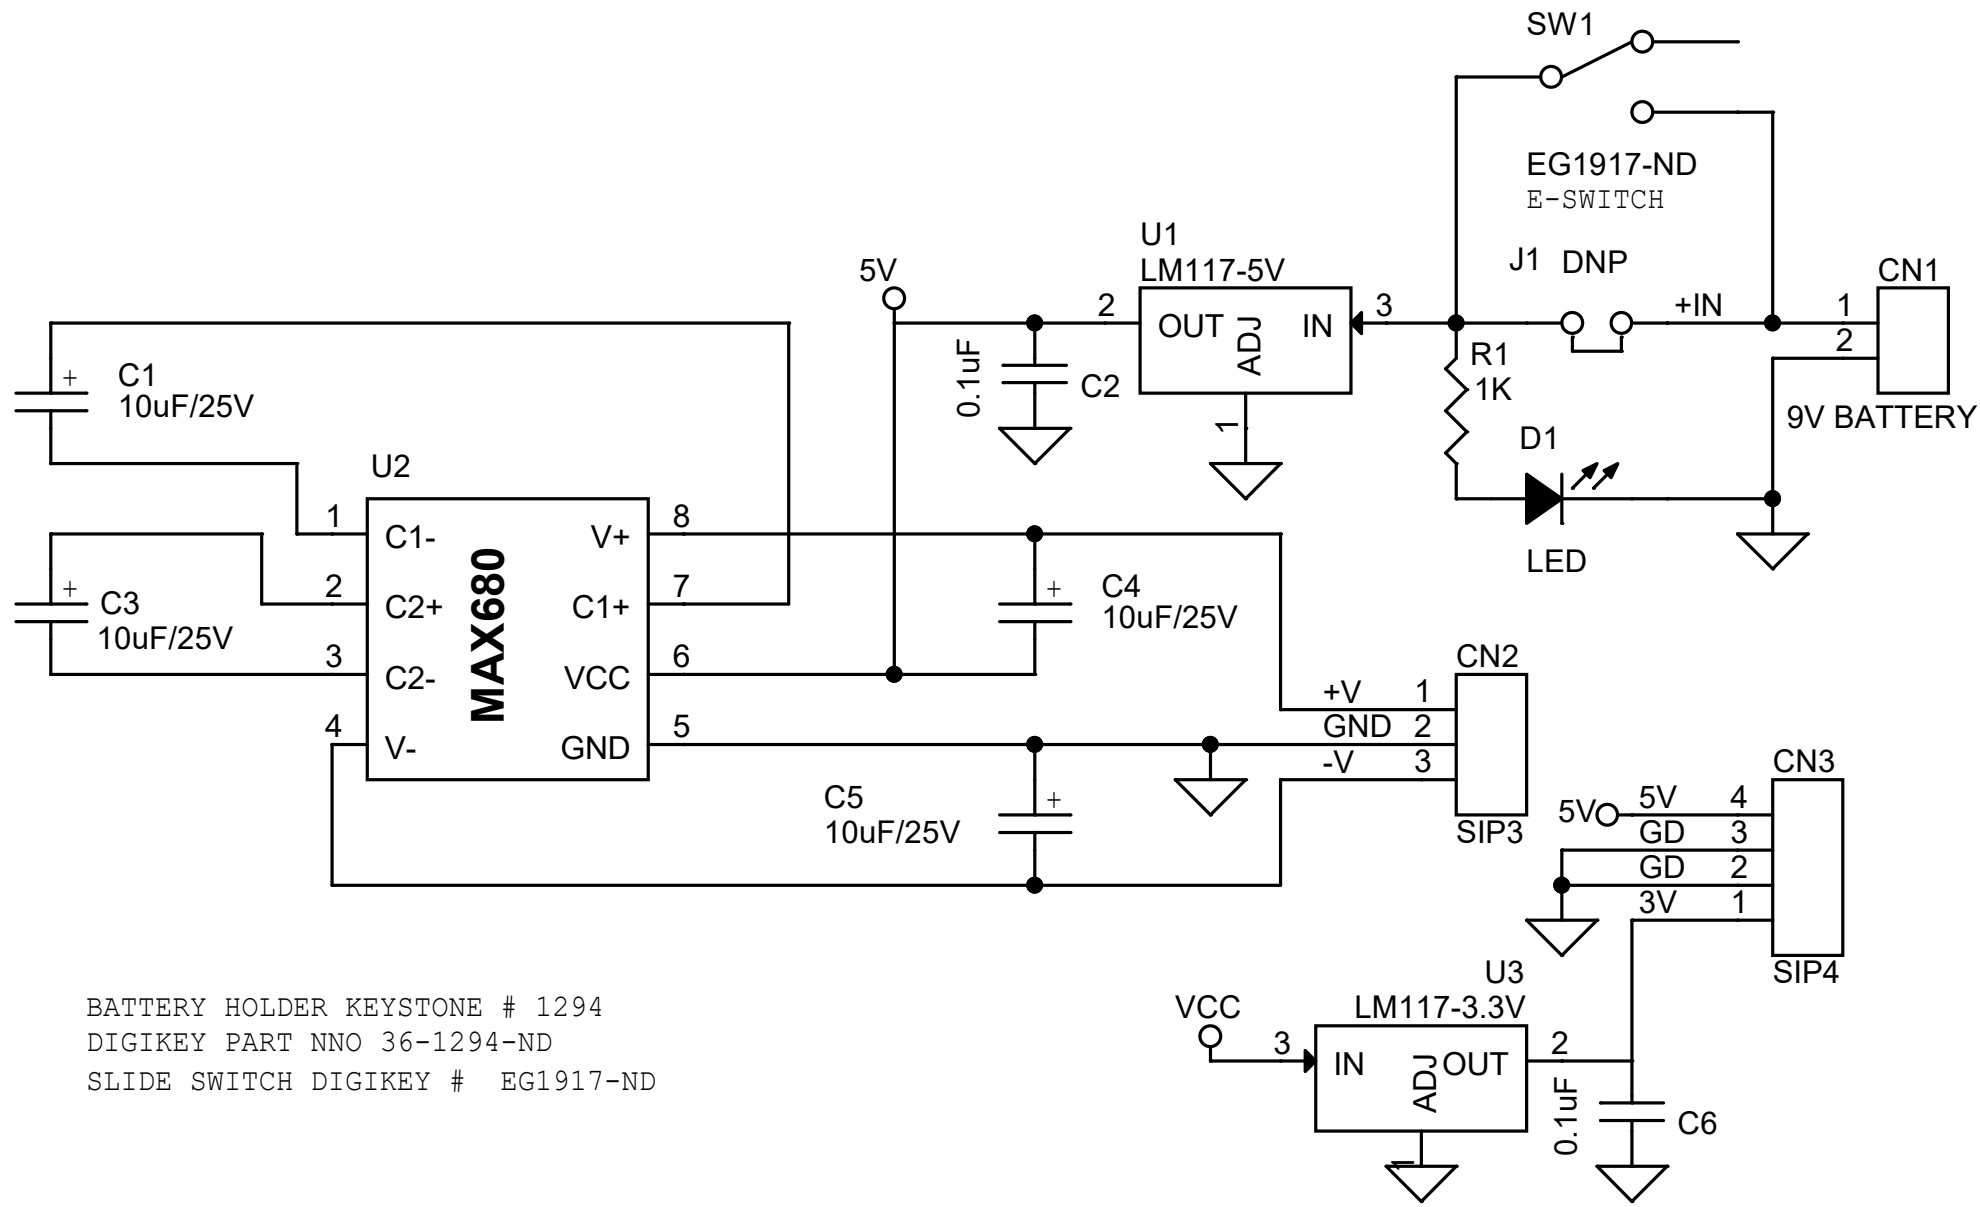 SW1
EG1917-ND
E-SWITCH
U1
LM117-5V
J1 DNP
CN1
5V
2
OUT
ADJ
IN
3
+IN
1
2
0.1uF
C2
1
R1
1K
9V BATTERY
D1
LED
+
C1
10uF/25V
U2
1
C1-
V+
8
+
C3
10uF/25V
2
C2+
C1+
7
MAX680
3
C2-
VCC
6
4
V-
GND
5
+
C4
10uF/25V
CN2
+V 1
GND 2
-V 3
SIP3
C5
10uF/25V
+
CN3
5V
5V 4
GD 3
GD 2
3V 1
SIP4
U3
LM117-3.3V
VCC
3
IN
ADJ
OUT
2
1
0.1uF
C6
BATTERY HOLDER KEYSTONE # 1294
DIGIKEY PART NNO 36-1294-ND
SLIDE SWITCH DIGIKEY # EG1917-ND